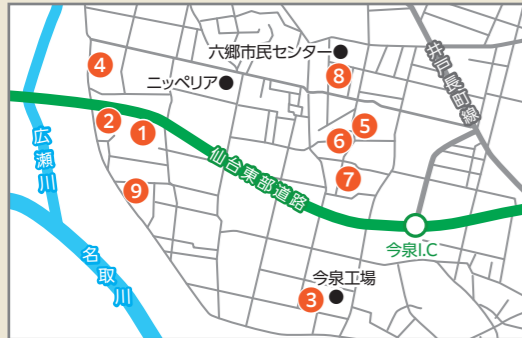 六郷市民センター
井戸長町線
4
8
ニッペリア
2
1
5
6
広瀬川
仙台東部道路
7
9
今泉I.C
名取川
今泉工場
3